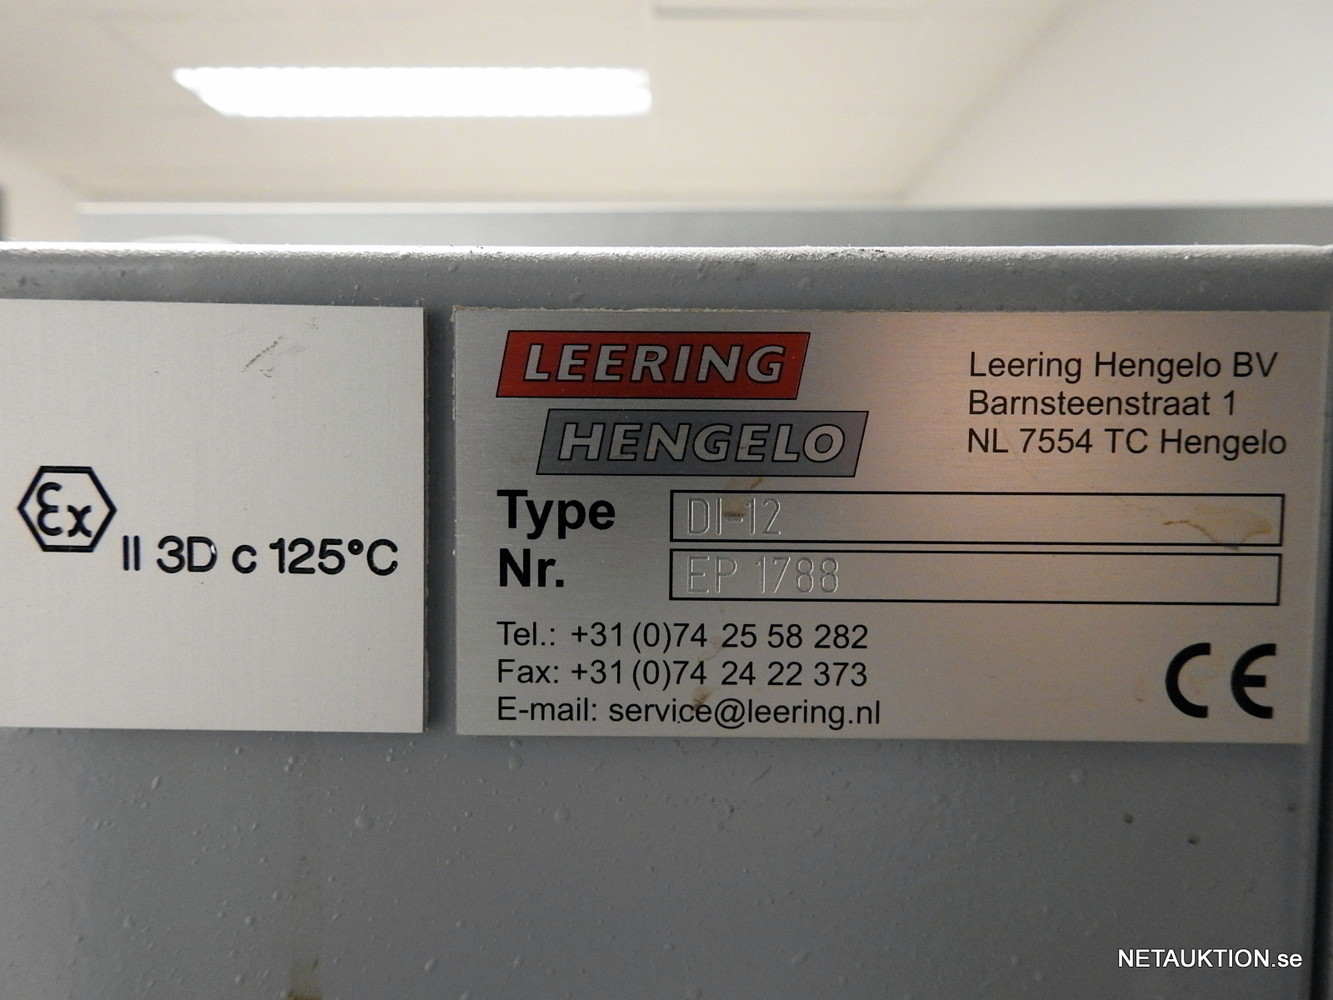 Ex
II 3D c 125°C
LEERING
HENGELO
Leering Hengelo BV
Barnsteenstraat 1
NL 7554 TC Hengelo
Type DI-12
Nr. EP 1788
Tel.: +31 (0)74 25 58 282
Fax: +31 (0)74 24 22 373
E-mail: service@leering.nl
CE
NETAUKTION.se